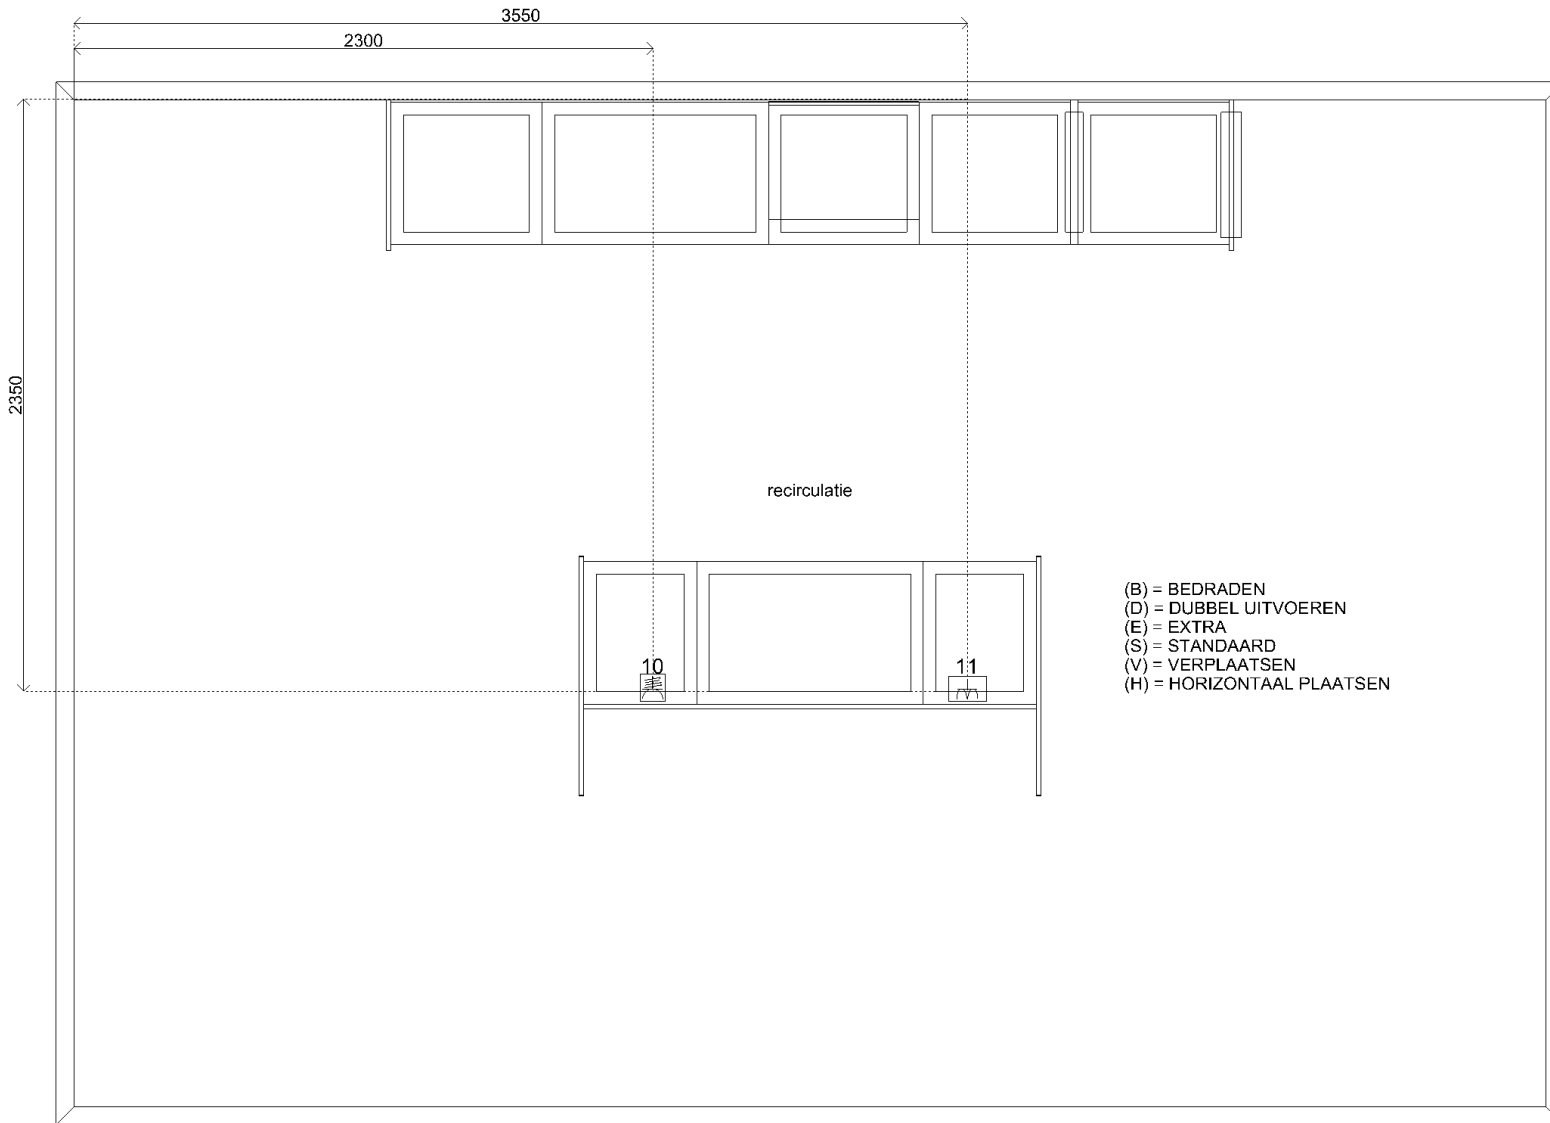 3550
2300
2350
recirculatie
10
11
(B) = BEDRADEN
(D) = DUBBEL UITVOEREN
(E) = EXTRA
(S) = STANDAARD
(V) = VERPLAATSEN
(H) = HORIZONTAAL PLAATSEN